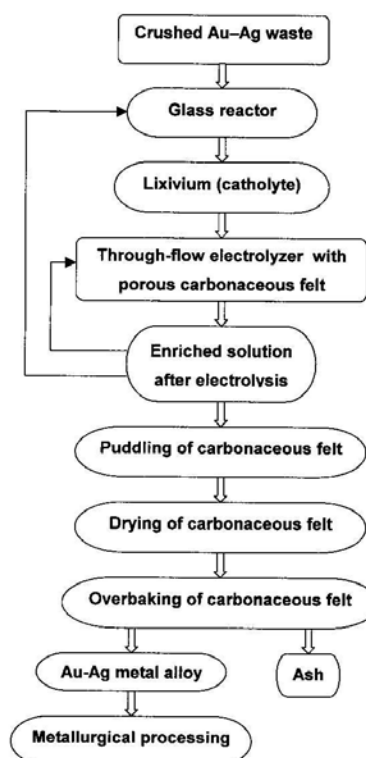 Crushed Au–Ag waste
Glass reactor
Lixivium (catholyte)
Through-flow electrolyzer with
porous carbonaceous felt
Enriched solution
after electrolysis
Puddling of carbonaceous felt
Drying of carbonaceous felt
Overbaking of carbonaceous felt
Au-Ag metal alloy
Ash
Metallurgical processing